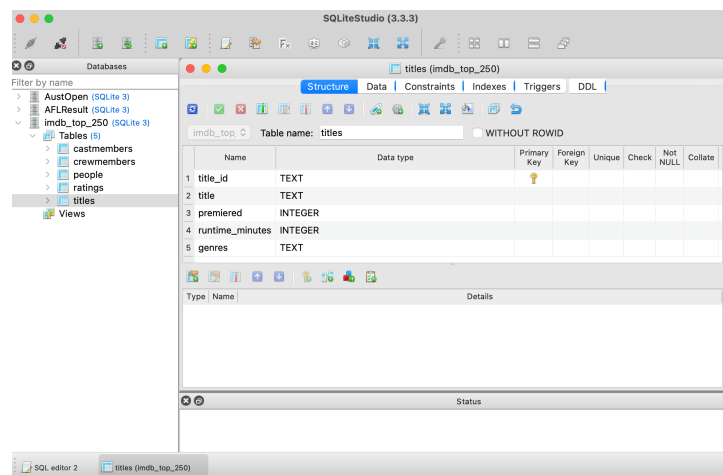 SQLiteStudio (3.3.3)
Databases
Filter by name
AustOpen (SQLite 3)
AFLResult (SQLite 3)
imdb_top_250 (SQLite 3)
Tables (5)
castmembers
crewmembers
people
ratings
titles
Views
titles (imdb_top_250)
Structure Data Constraints Indexes Triggers DDL
imdb_top Table name: titles WITHOUT ROWID
Name Data type Primary Key Foreign Key Unique Check Not NULL Collate
1 title_id TEXT
2 title TEXT
3 premiered INTEGER
4 runtime_minutes INTEGER
5 genres TEXT
Type Name Details
Status
SQL editor 2 titles (imdb_top_250)